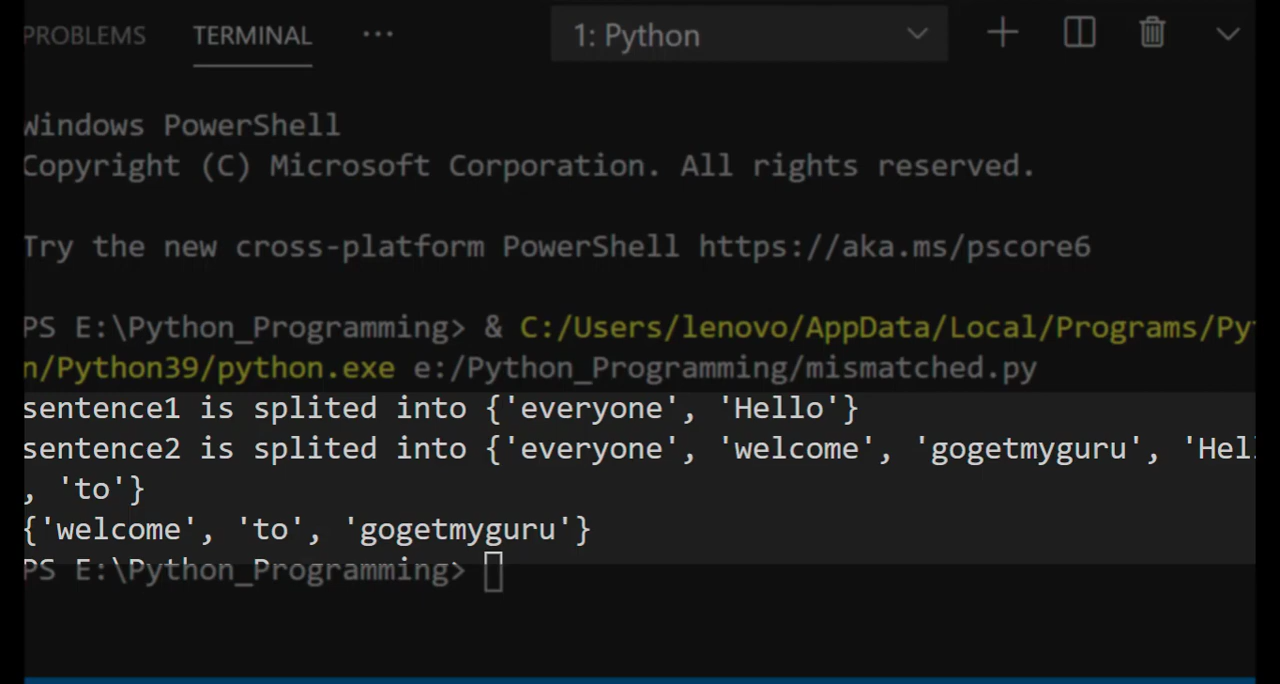 PROBLEMS TERMINAL ··· 1: Python
Windows PowerShell
Copyright (C) Microsoft Corporation. All rights reserved.
Try the new cross-platform PowerShell https://aka.ms/pscore6
PS E:\Python_Programming> & C:/Users/lenovo/AppData/Local/Programs/Py
n/Python39/python.exe e:/Python_Programming/mismatched.py
sentence1 is splited into {'everyone', 'Hello'}
sentence2 is splited into {'everyone', 'welcome', 'gogetmyguru', 'Hel
, 'to'}
{'welcome', 'to', 'gogetmyguru'}
PS E:\Python_Programming>